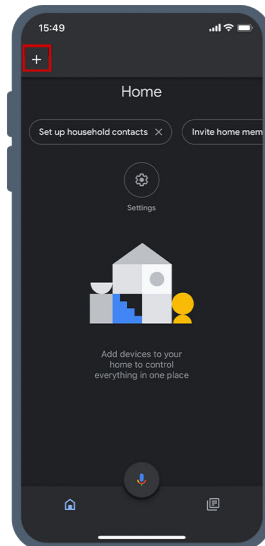 15:49
+
Home
Set up household contacts ×
Invite home mem
Settings
Add devices to your
home to control
everything in one place